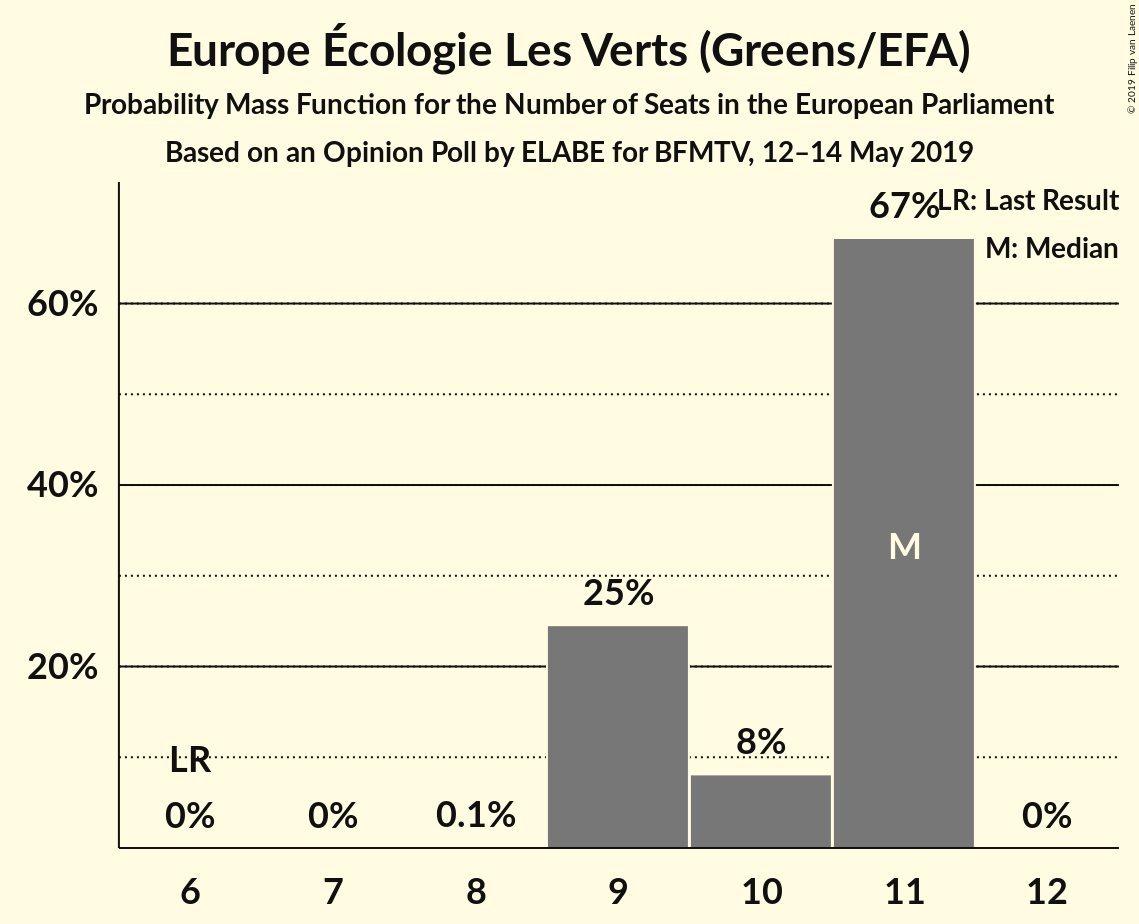 Europe Écologie Les Verts (Greens/EFA)
Probability Mass Function for the Number of Seats in the European Parliament
Based on an Opinion Poll by ELABE for BFMTV, 12–14 May 2019
© 2019 Filip van Laenen
LR: Last Result
M: Median
67%
60%
40%
20%
M
25%
8%
LR
0%
0%
0.1%
0%
6 7 8 9 10 11 12